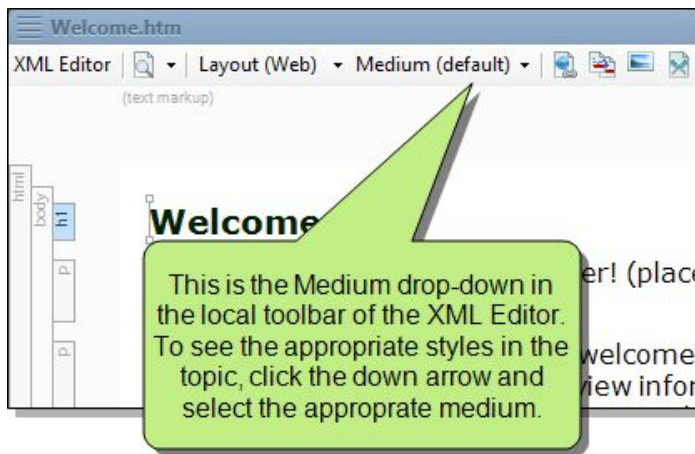 Welcome.htm
XML Editor Layout (Web) Medium (default)
(text markup)
html
body
h1
Welcome
p
er! (place
This is the Medium drop-down in
the local toolbar of the XML Editor.
To see the appropriate styles in the
topic, click the down arrow and
select the approprate medium.
p
welcome
view infor